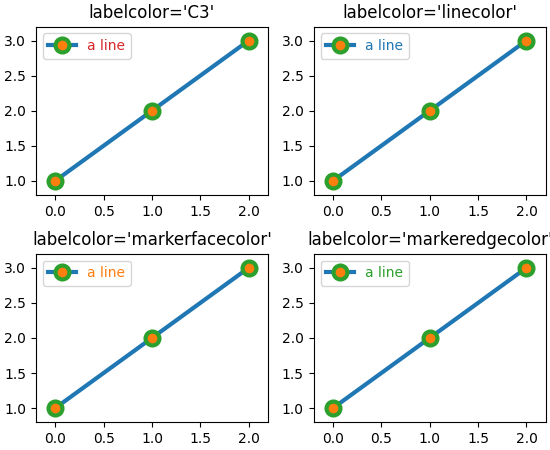 labelcolor='C3'
a line
3.0
2.5
2.0
1.5
1.0
0.0 0.5 1.0 1.5 2.0
labelcolor='linecolor'
a line
3.0
2.5
2.0
1.5
1.0
0.0 0.5 1.0 1.5 2.0
labelcolor='markerfacecolor'
a line
3.0
2.5
2.0
1.5
1.0
0.0 0.5 1.0 1.5 2.0
labelcolor='markeredgecolor'
a line
3.0
2.5
2.0
1.5
1.0
0.0 0.5 1.0 1.5 2.0